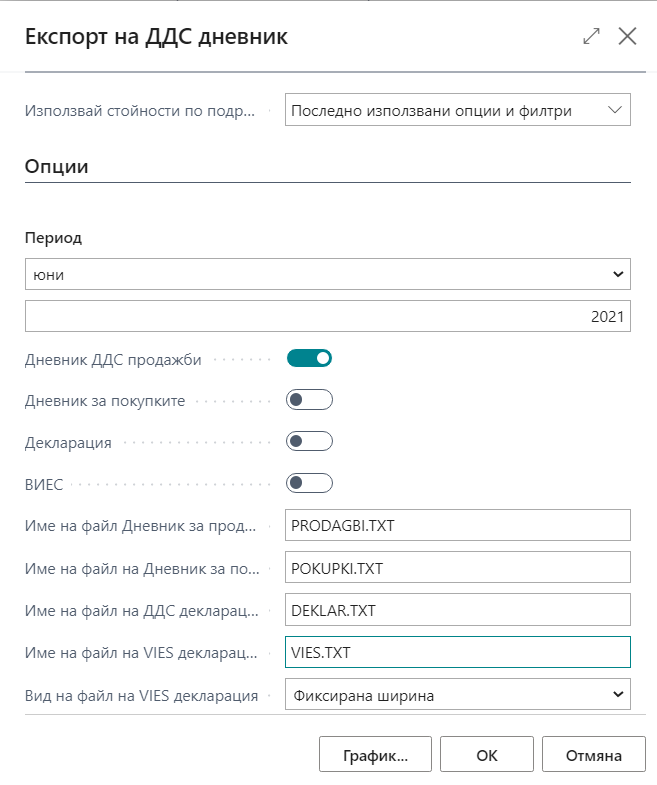 Експорт на ДДС дневник
Използвай стойности по подр... Последно използвани опции и филтри
Опции
Период
юни
2021
Дневник ДДС продажби
Дневник за покупките
Декларация
ВИЕС
Име на файл Дневник за прод... PRODAGBI.TXT
Име на файл на Дневник за по... POKUPKI.TXT
Име на файл на ДДС декларац... DEKLAR.TXT
Име на файл на VIES декларац... VIES.TXT
Вид на файл на VIES декларация Фиксирана ширина
График... ОК Отмяна